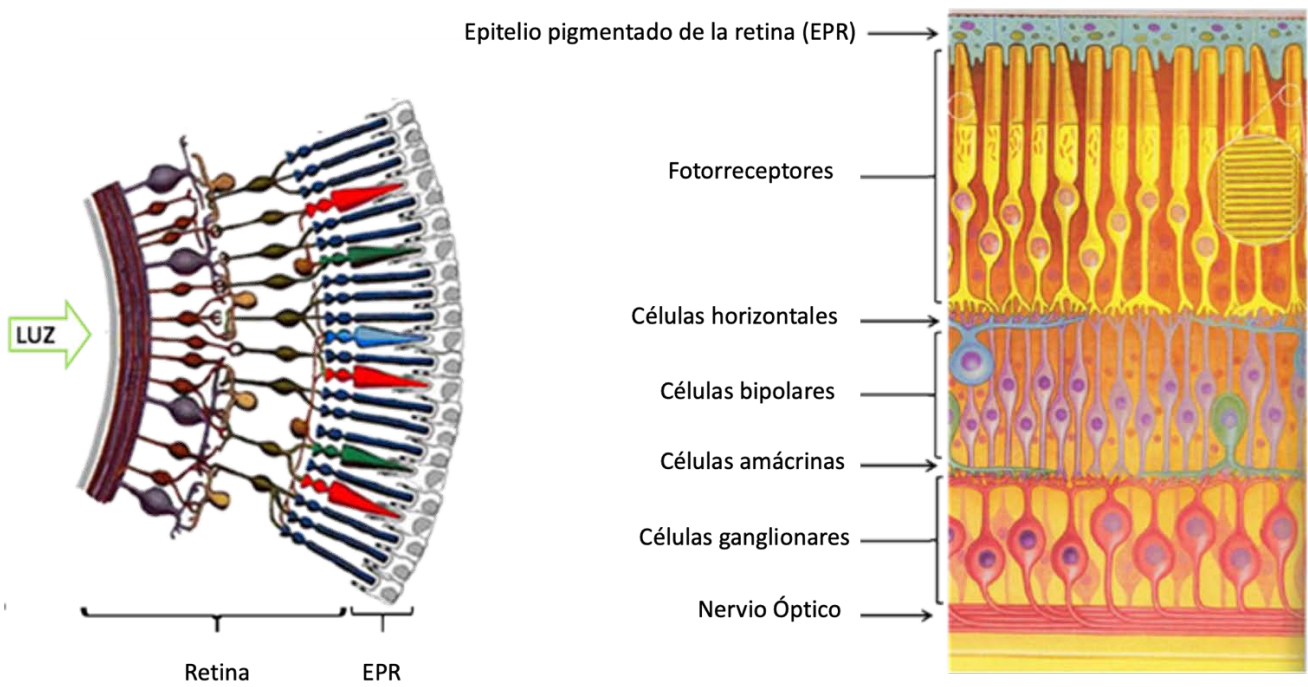 LUZ
Retina
EPR
Epitelio pigmentado de la retina (EPR)
Fotorreceptores
Células horizontales
Células bipolares
Células amácrinas
Células ganglionares
Nervio Óptico